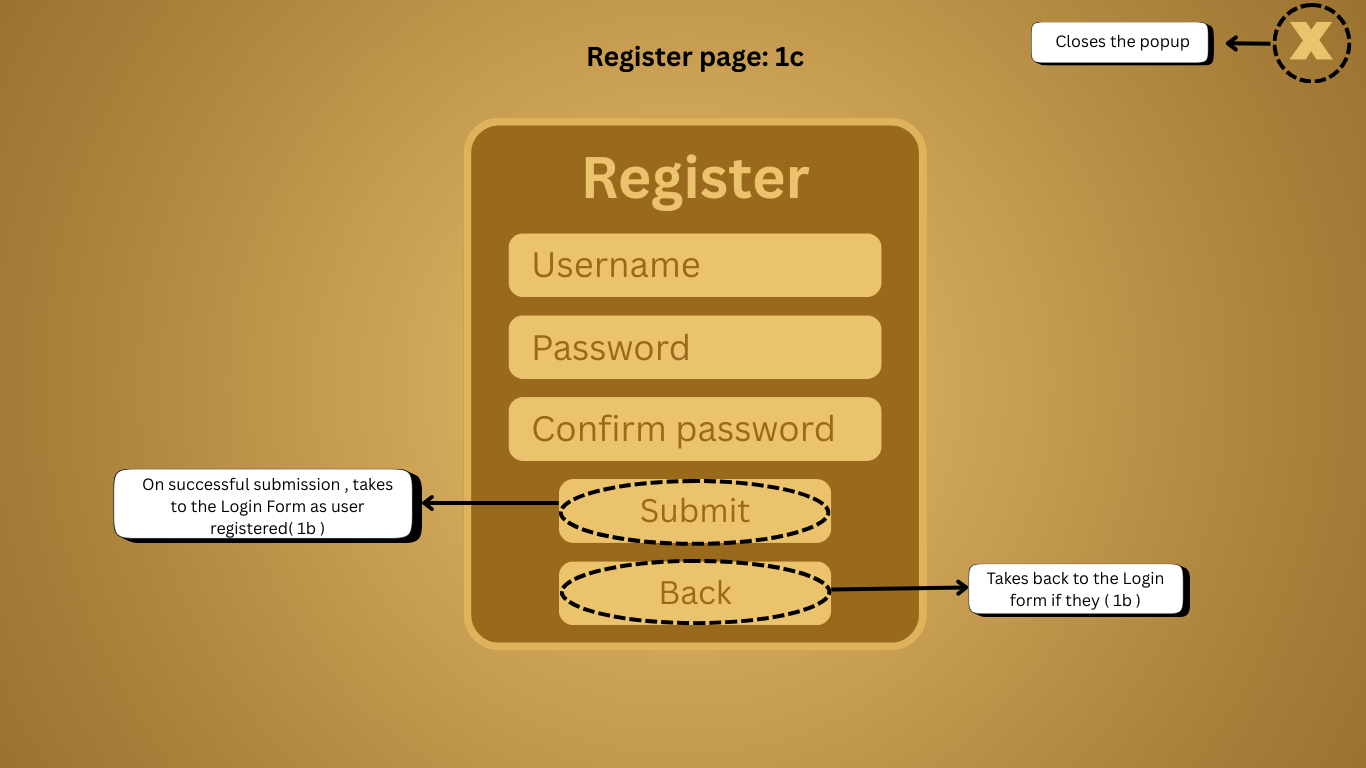 Closes the popup
X
Register page: 1c
Register
Username
Password
Confirm password
On successful submission , takes
to the Login Form as user
registered( 1b )
Submit
Back
Takes back to the Login
form if they ( 1b )